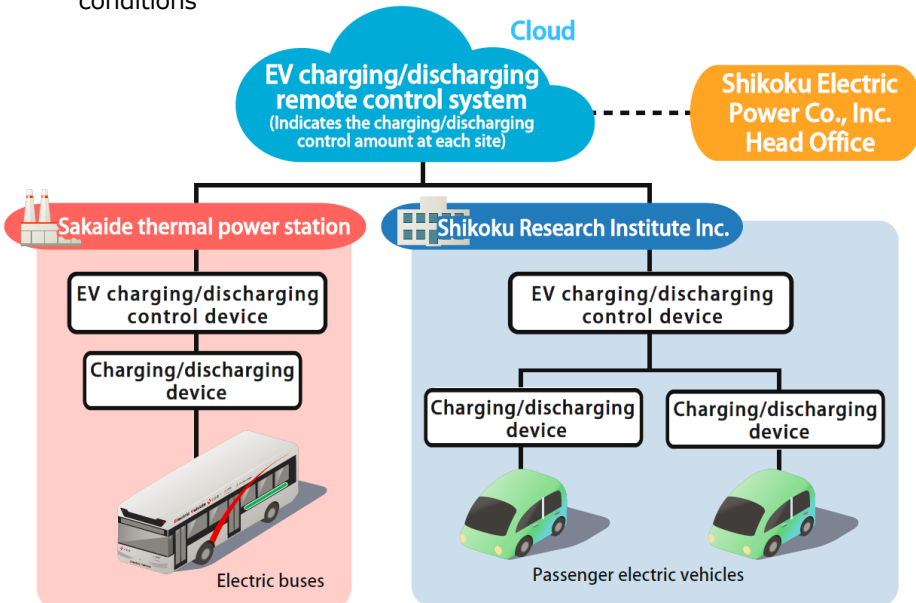 conditions
Cloud
EV charging/discharging
remote control system
(Indicates the charging/discharging
control amount at each site)
Shikoku Electric
Power Co., Inc.
Head Office
Sakaide thermal power station
Shikoku Research Institute Inc.
EV charging/discharging
control device
Charging/discharging
device
Electric buses
EV charging/discharging
control device
Charging/discharging
device
Charging/discharging
device
Passenger electric vehicles